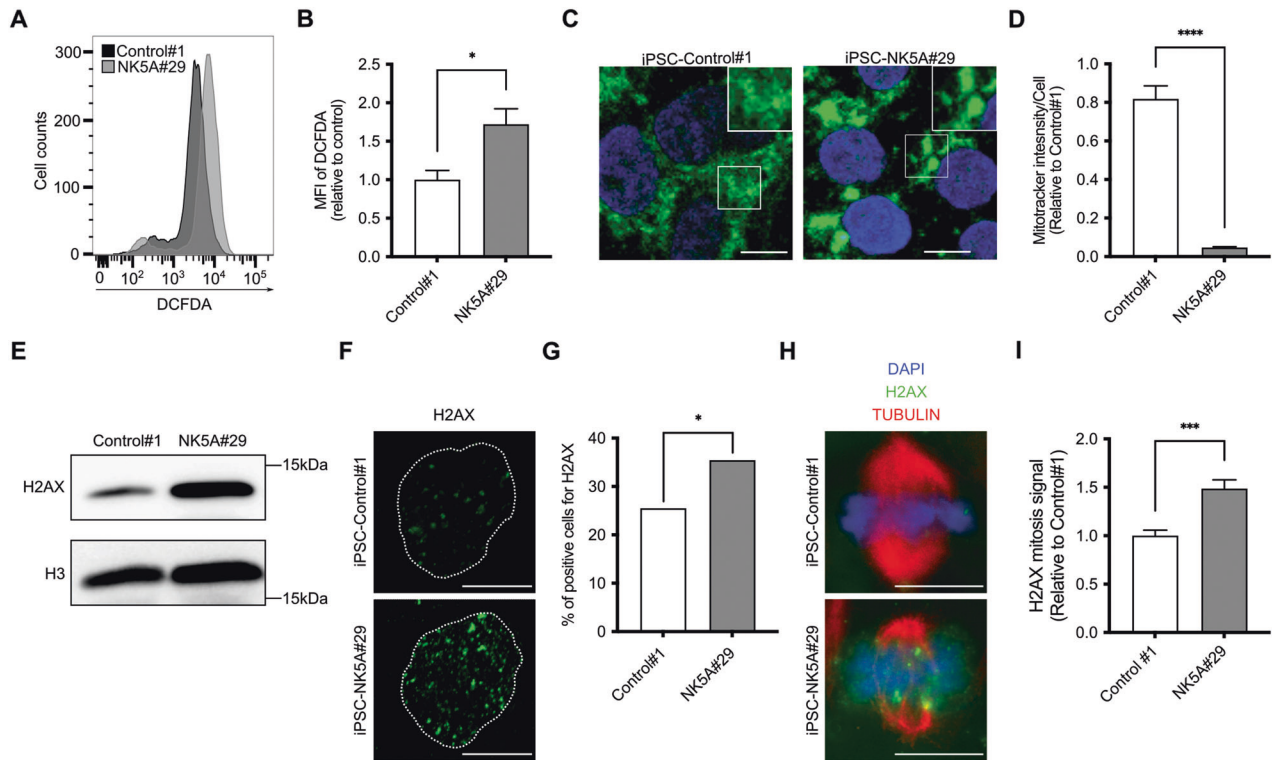 A
Control#1
NK5A#29
300
200
100
0
Cell counts
0
10²
10³
10⁴
10⁵
DCFDA
B
*
2.5
2.0
1.5
1.0
0.5
0.0
MFI of DCFDA
(relative to control)
Control#1
NK5A#29
C
iPSC-Control#1
iPSC-NK5A#29
D
****
1.0
0.8
0.6
0.4
0.2
0.0
Mitotracker intesnsity/Cell
(Relative to Control#1)
Control#1
NK5A#29
E
Control#1
NK5A#29
H2AX
15kDa
H3
15kDa
F
H2AX
iPSC-Control#1
iPSC-NK5A#29
G
*
40
30
20
10
0
% of positive cells for H2AX
Control#1
NK5A#29
H
DAPI
H2AX
TUBULIN
iPSC-Control#1
iPSC-NK5A#29
I
***
2.0
1.5
1.0
0.5
0.0
H2AX mitosis signal
(Relative to Control#1)
Control #1
NK5A#29